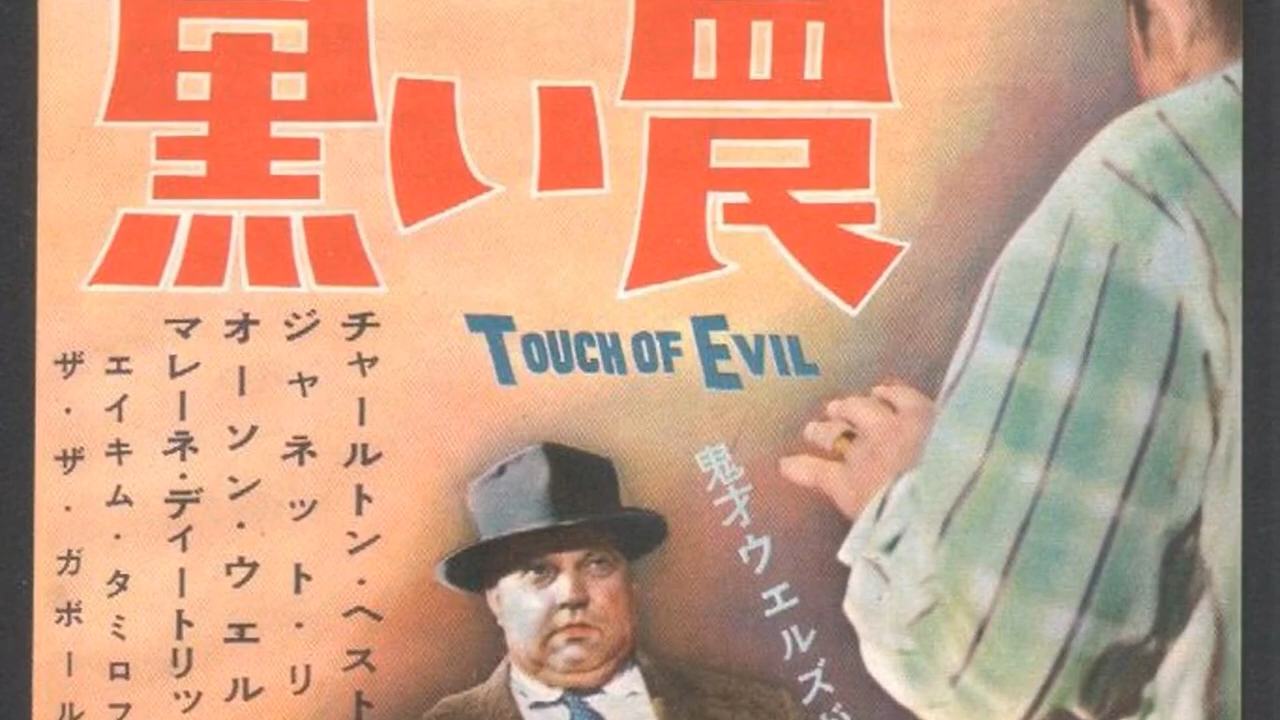 黒い罠
TOUCH OF EVIL
チャールトン・ヘスト
ジャネット・リ
オーソン・ウエル
マレーネ・ディートリッ
エイキム・タミロフ
ザ・ザ・ガボール
鬼才ウエルズが